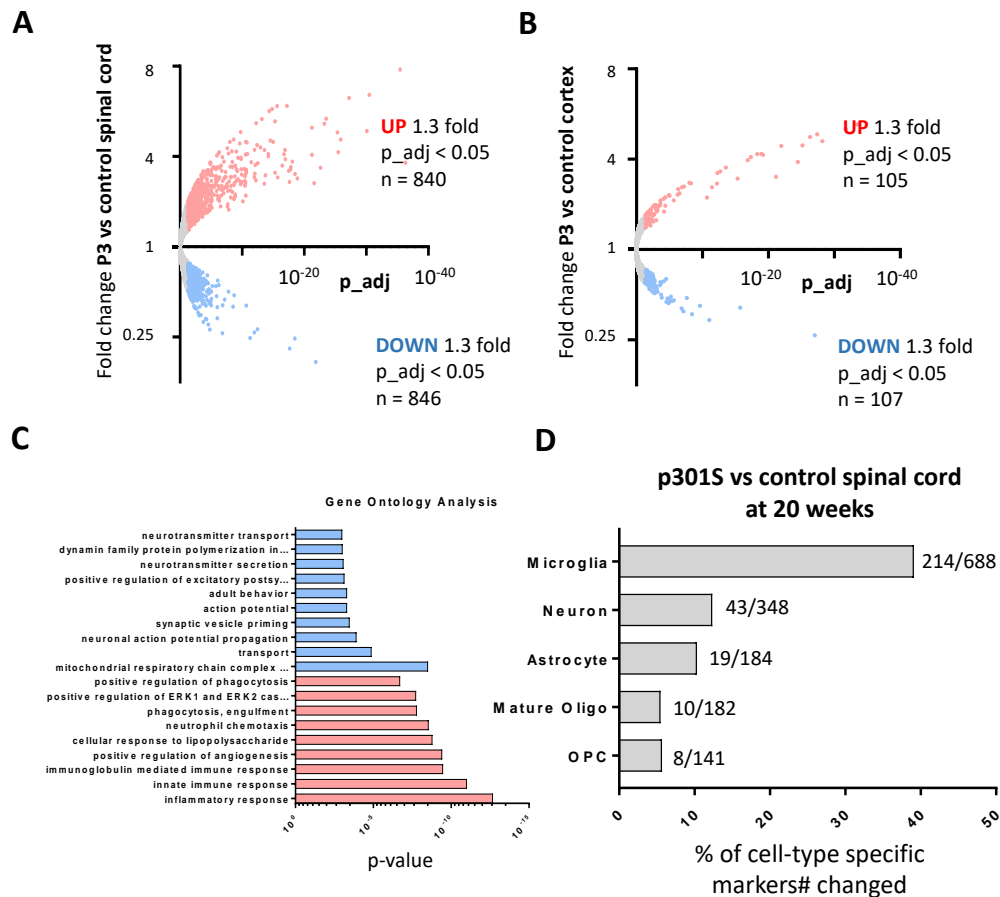 A
Fold change P3 vs control spinal cord
8
4
1
0.25
UP 1.3 fold
p_adj < 0.05
n = 840
10-20
10-40
p_adj
DOWN 1.3 fold
p_adj < 0.05
n = 846
B
Fold change P3 vs control cortex
8
4
1
0.25
UP 1.3 fold
p_adj < 0.05
n = 105
10-20
10-40
p_adj
DOWN 1.3 fold
p_adj < 0.05
n = 107
C
Gene Ontology Analysis
neurotransmitter transport
dynamin family protein polymerization in...
neurotransmitter secretion
positive regulation of excitatory postsy...
adult behavior
action potential
synaptic vesicle priming
neuronal action potential propagation
transport
mitochondrial respiratory chain complex ...
positive regulation of phagocytosis
positive regulation of ERK1 and ERK2 cas...
phagocytosis, engulfment
neutrophil chemotaxis
cellular response to lipopolysaccharide
positive regulation of angiogenesis
immunoglobulin mediated immune response
innate immune response
inflammatory response
10 0
10-5
10-10
10-15
p-value
D
p301S vs control spinal cord
at 20 weeks
Microglia 214/688
Neuron 43/348
Astrocyte 19/184
Mature Oligo 10/182
OPC 8/141
0 10 20 30 40 50
% of cell-type specific
markers# changed